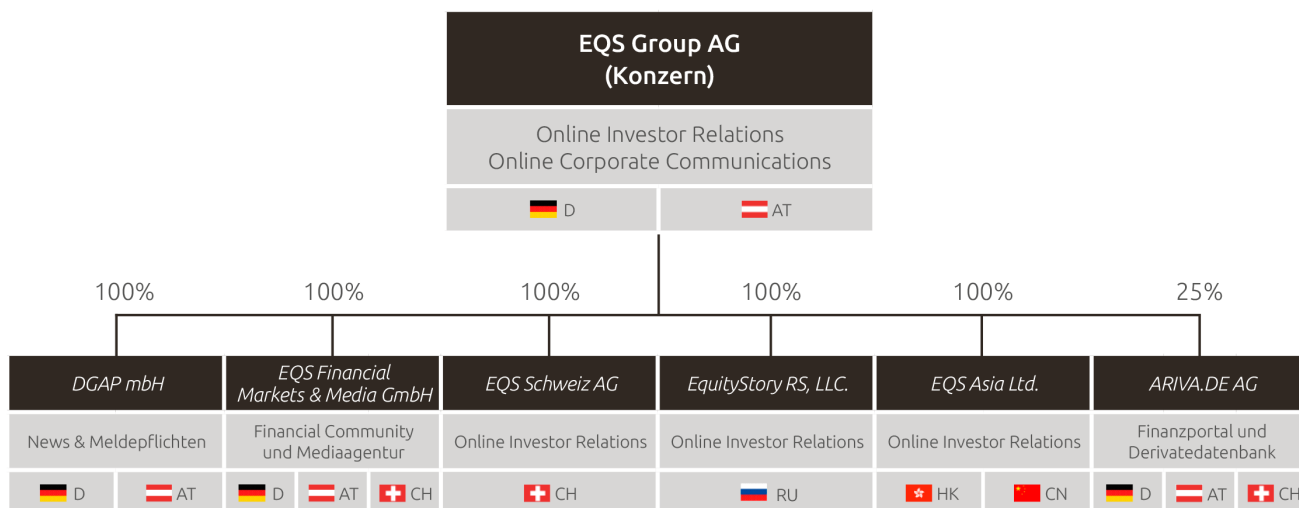 EQS Group AG
(Konzern)
Online Investor Relations
Online Corporate Communications
D
AT
100%
100%
100%
100%
100%
25%
DGAP mbH
EQS Financial
Markets & Media GmbH
EQS Schweiz AG
EquityStory RS, LLC.
EQS Asia Ltd.
ARIVA.DE AG
News & Meldepflichten
Financial Community
und Mediaagentur
Online Investor Relations
Online Investor Relations
Online Investor Relations
Finanzportal und
Derivatedatenbank
D
AT
D
AT
CH
CH
RU
HK
CN
D
AT
CH